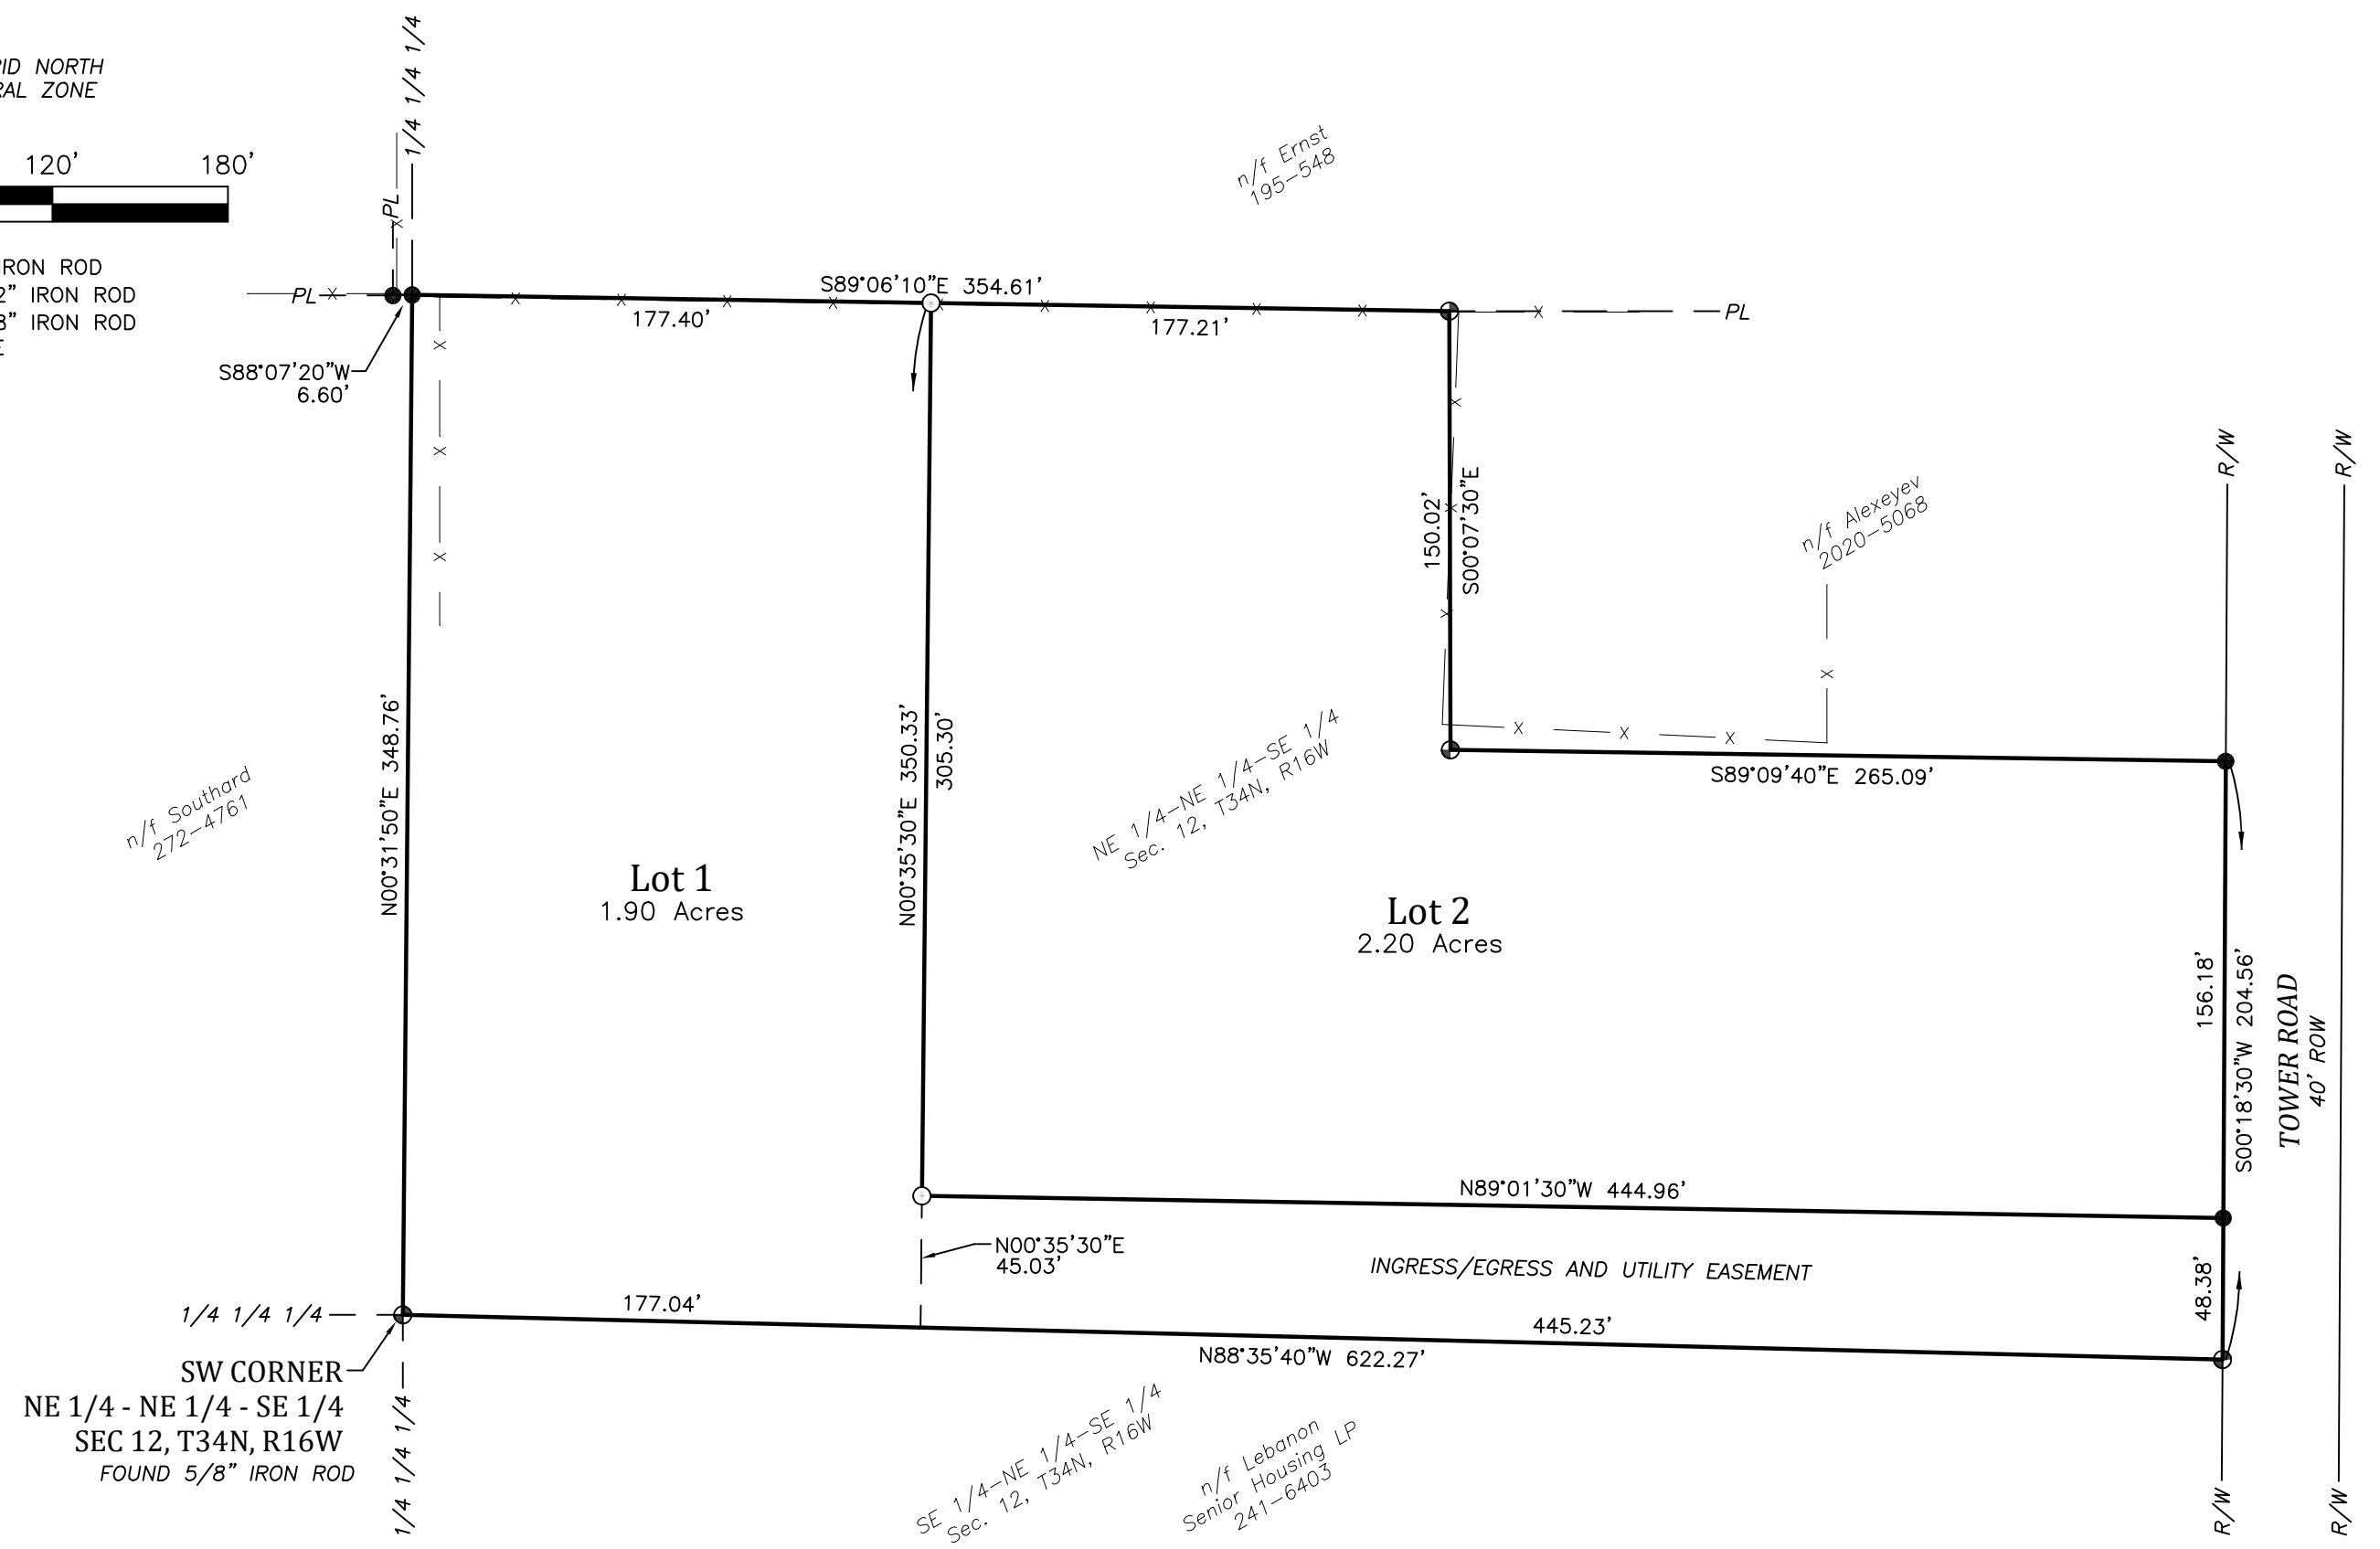 1/4 1/4 1/4
NORTH
ZONE
120' 180'
PL
IRON ROD
IRON ROD
IRON ROD
PL
S88°07'20"W
6.60'
S89°06'10"E 354.61'
177.40'
177.21'
PL
n/f Ernst
195-548
150.02'
S00°07'30"E
n/f Alexeyev
2020-5068
R/W
R/W
n/f Southard
272-4761
N00°31'50"E 348.76'
Lot 1
1.90 Acres
N00°35'30"E 350.33'
305.30'
NE 1/4-NE 1/4-SE 1/4
Sec. 12, T34N, R16W
S89°09'40"E 265.09'
Lot 2
2.20 Acres
156.18'
S00°18'30"W 204.56'
TOWER ROAD
40' ROW
N89°01'30"W 444.96'
N00°35'30"E
45.03'
INGRESS/EGRESS AND UTILITY EASEMENT
48.38'
1/4 1/4 1/4
177.04'
445.23'
N88°35'40"W 622.27'
SW CORNER
NE 1/4 - NE 1/4 - SE 1/4
SEC 12, T34N, R16W
FOUND 5/8" IRON ROD
1/4 1/4 1/4
SE 1/4-NE 1/4-SE 1/4
Sec. 12, T34N, R16W
n/f Lebanon
Senior Housing LP
241-6403
R/W
R/W